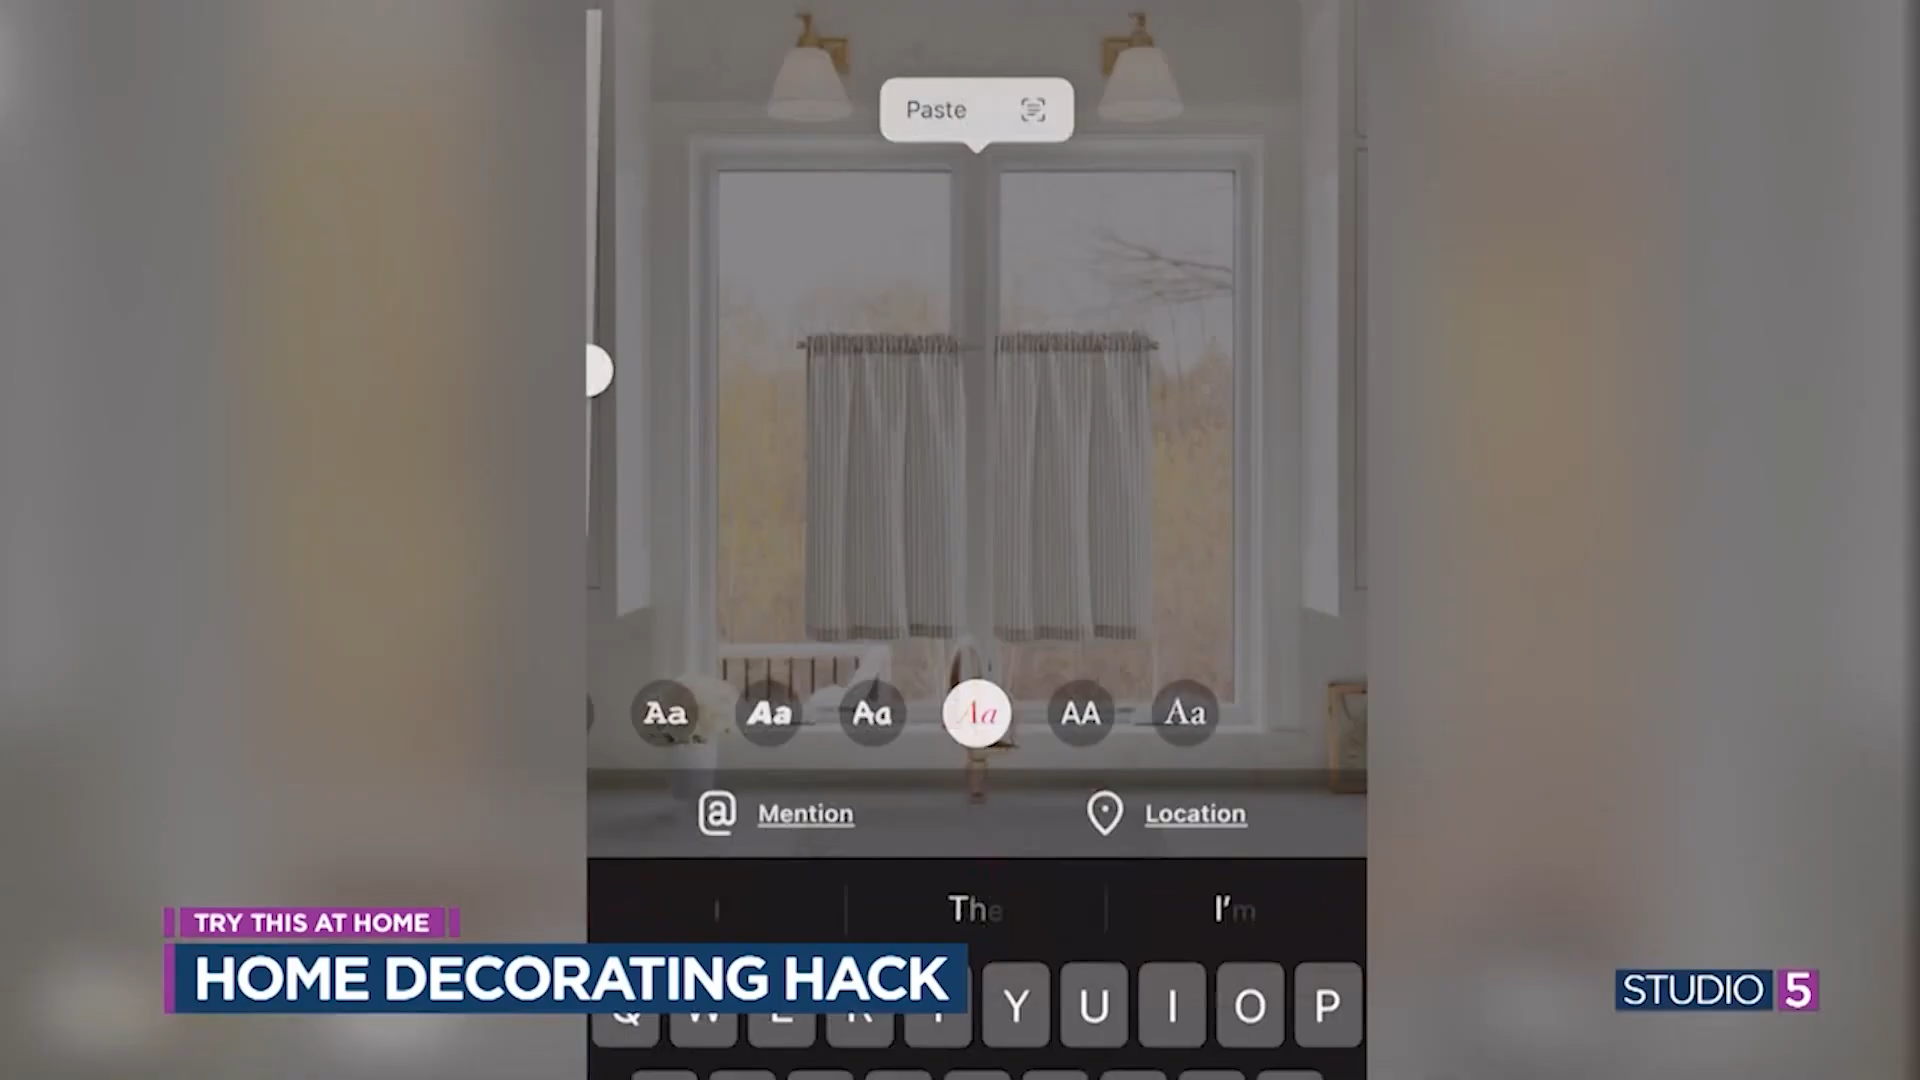 Paste
Aa Aa Aa Aa AA Aa
Mention Location
The I'm
TRY THIS AT HOME
HOME DECORATING HACK
Y U I O P
STUDIO 5